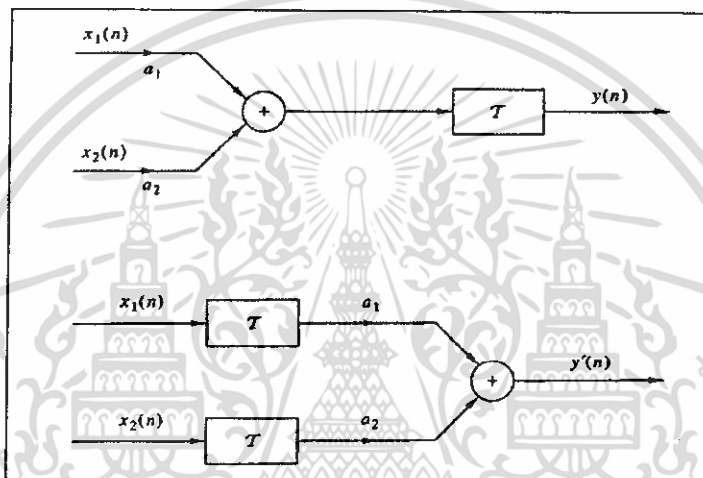 x₁(n)
a₁
+
𝒯
y(n)
x₂(n)
a₂
x₁(n)
𝒯
a₁
+
y′(n)
x₂(n)
𝒯
a₂